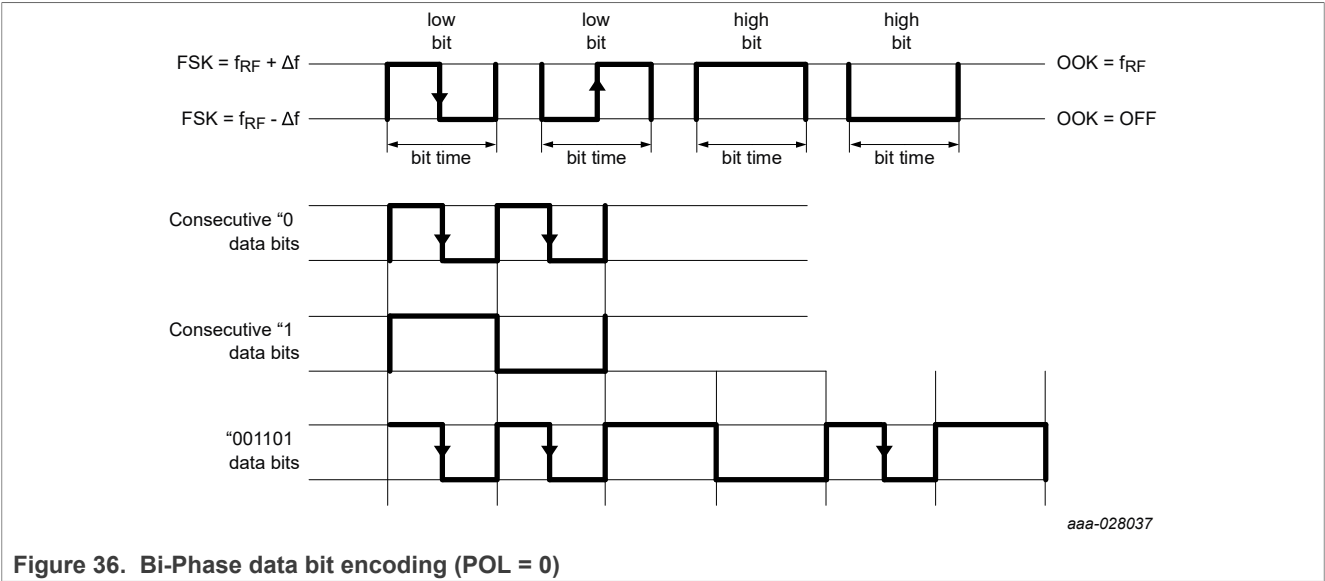 low low high high
bit bit bit bit
FSK = fRF + Δf OOK = fRF
FSK = fRF - Δf OOK = OFF
bit time bit time bit time bit time
Consecutive “0
data bits
Consecutive “1
data bits
“001101
data bits
aaa-028037
Figure 36. Bi-Phase data bit encoding (POL = 0)